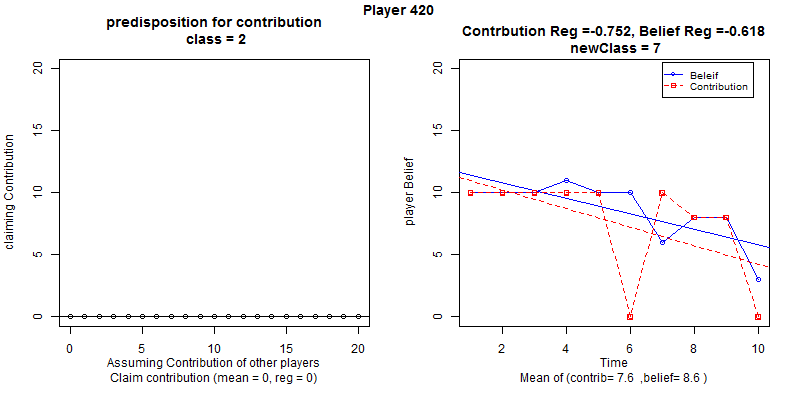 Player 420
predisposition for contribution
class = 2
claiming Contribution
20
15
10
5
0
0 5 10 15 20
Assuming Contribution of other players
Claim contribution (mean = 0, reg = 0)
Contrbution Reg =-0.752, Belief Reg =-0.618
newClass = 7
Beleif
Contribution
player Belief
20
15
10
5
0
2 4 6 8 10
Time
Mean of (contrib= 7.6 ,belief= 8.6 )